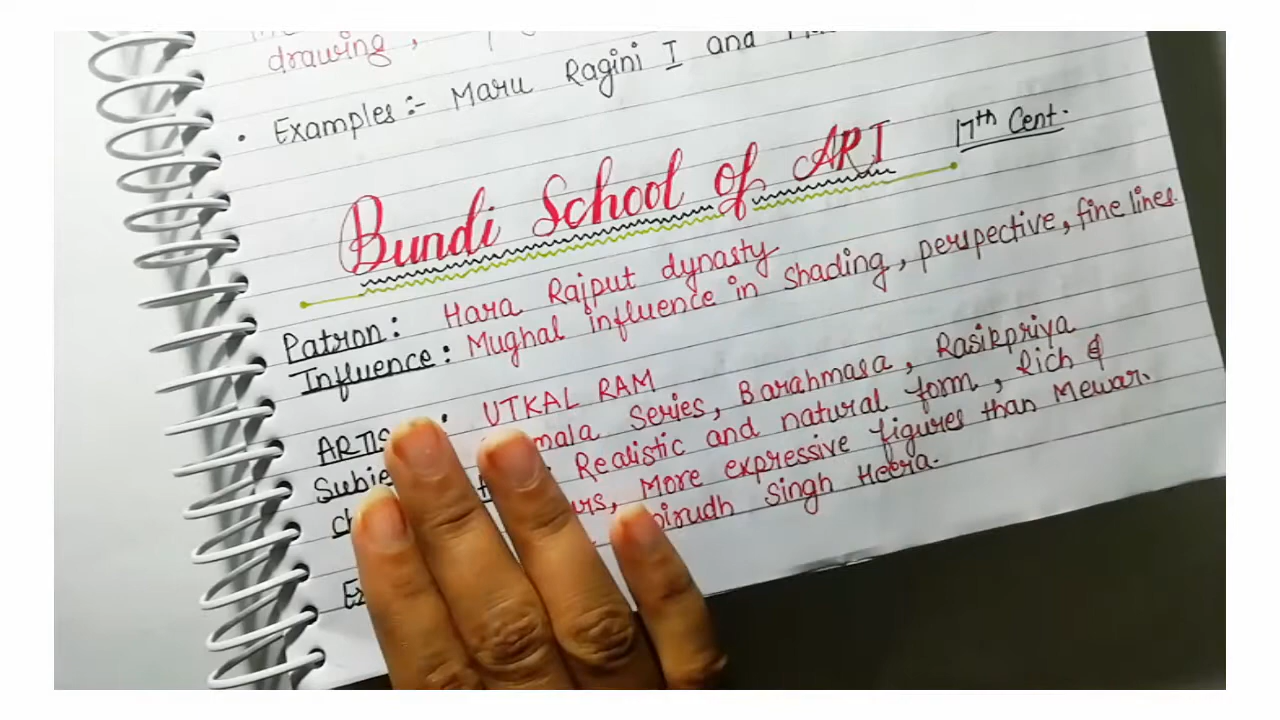 drawing,
• Examples :- Maru Ragini I and
Bundi School of ART 17th Cent.
Patron : Hara Rajput dynasty
Influence : Mughal influence in Shading, perspective, fine lines.
: UTKAL RAM
Series, Barahmasa, Rasikpriya
Realistic and natural form, Rich &
More expressive figures than Mewar.
Singh Heera.